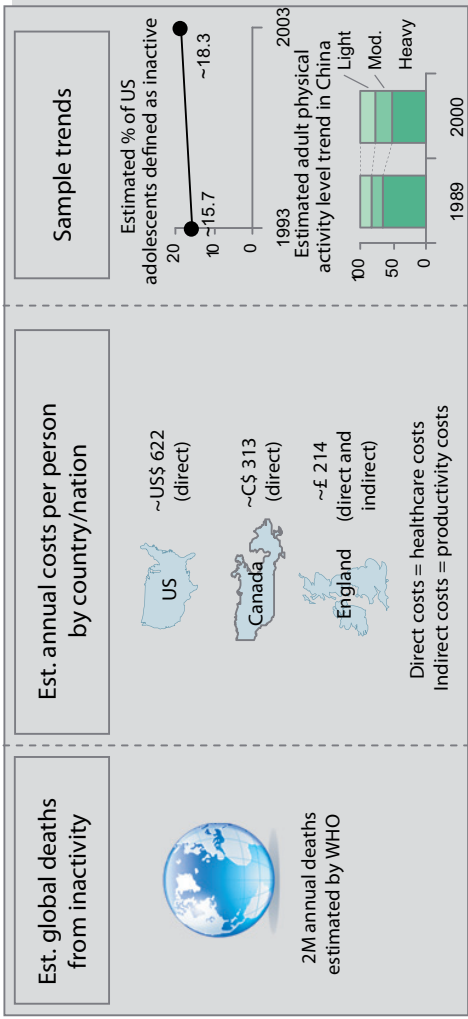 Est. global deaths
from inactivity
2M annual deaths
estimated by WHO
Est. annual costs per person
by country/nation
US
~US$ 622
(direct)
Canada
~C$ 313
(direct)
England
~£ 214
(direct and
indirect)
Direct costs = healthcare costs
Indirect costs = productivity costs
Sample trends
Estimated % of US
adolescents defined as inactive
20
10
0
~15.7
~18.3
1993
2003
Estimated adult physical
activity level trend in China
100
50
0
Light
Mod.
Heavy
1989
2000